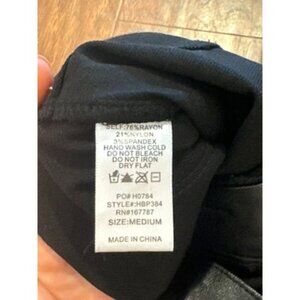 SELF:76%RAYON
21%NYLON
3%SPANDEX
HAND WASH COLD
DO NOT BLEACH
DO NOT IRON
DRY FLAT
PO# H0784
STYLE#:HBP384
RN#167787
SIZE:MEDIUM
MADE IN CHINA